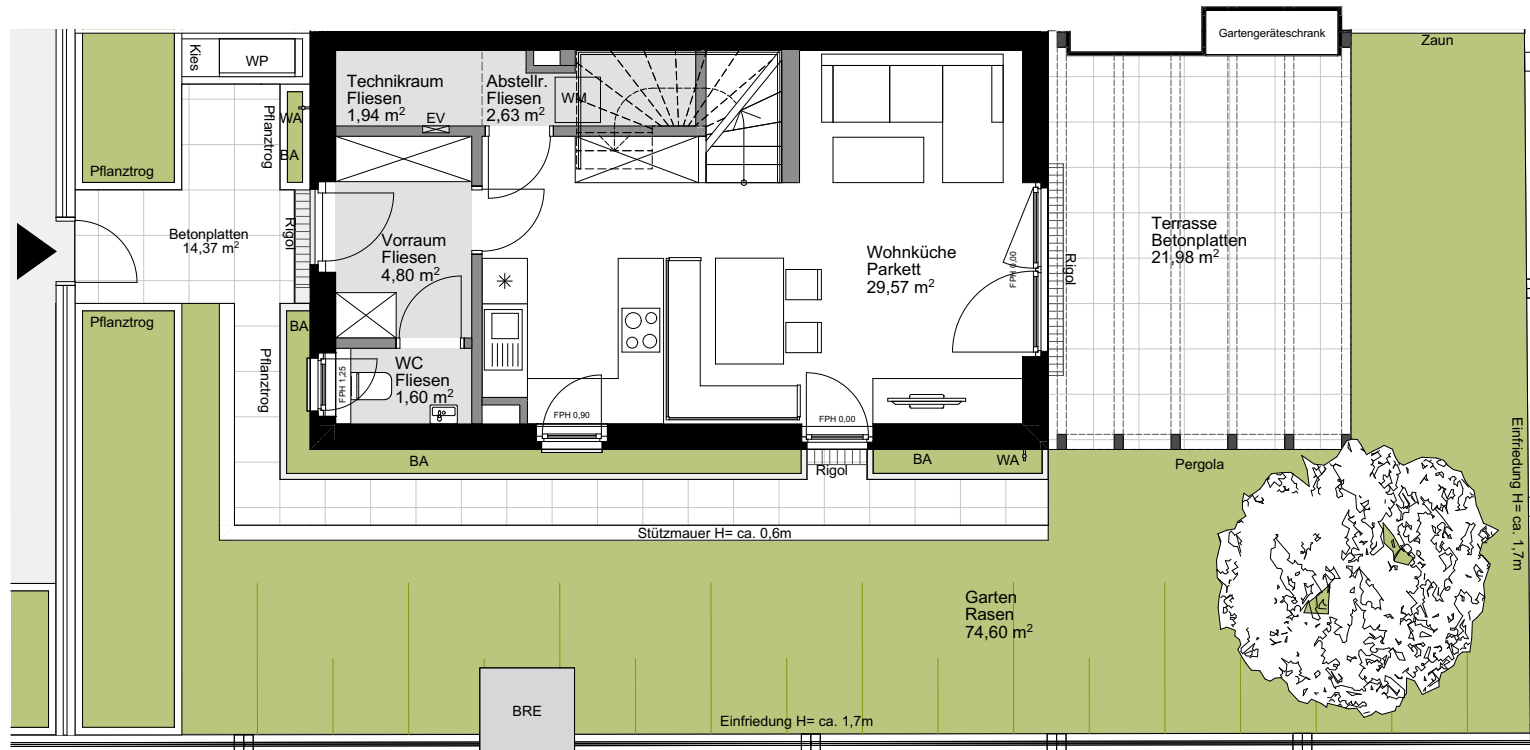 Gartengeräteschrank
Zaun
Kies
WP
Technikraum
Fliesen
1,94 m²
Abstellr.
Fliesen
2,63 m²
WM
EV
WA
BA
Pflanztrog
Pflanztrog
Betonplatten
14,37 m²
Rigol
Vorraum
Fliesen
4,80 m²
Wohnküche
Parkett
29,57 m²
FPH 0,00
Rigol
Terrasse
Betonplatten
21,98 m²
Pflanztrog
BA
Pflanztrog
FPH 1,25
WC
Fliesen
1,60 m²
FPH 0,90
FPH 0,00
BA
Rigol
BA
WA
Pergola
Einfriedung H= ca. 1,7m
Stützmauer H= ca. 0,6m
Garten
Rasen
74,60 m²
BRE
Einfriedung H= ca. 1,7m